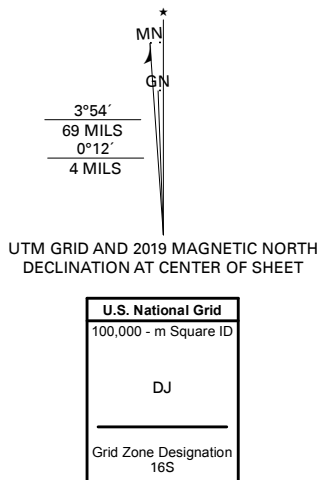 ★
MN
GN
3°54´
69 MILS
0°12´
4 MILS
UTM GRID AND 2019 MAGNETIC NORTH
DECLINATION AT CENTER OF SHEET
U.S. National Grid
100,000 - m Square ID
DJ
Grid Zone Designation
16S